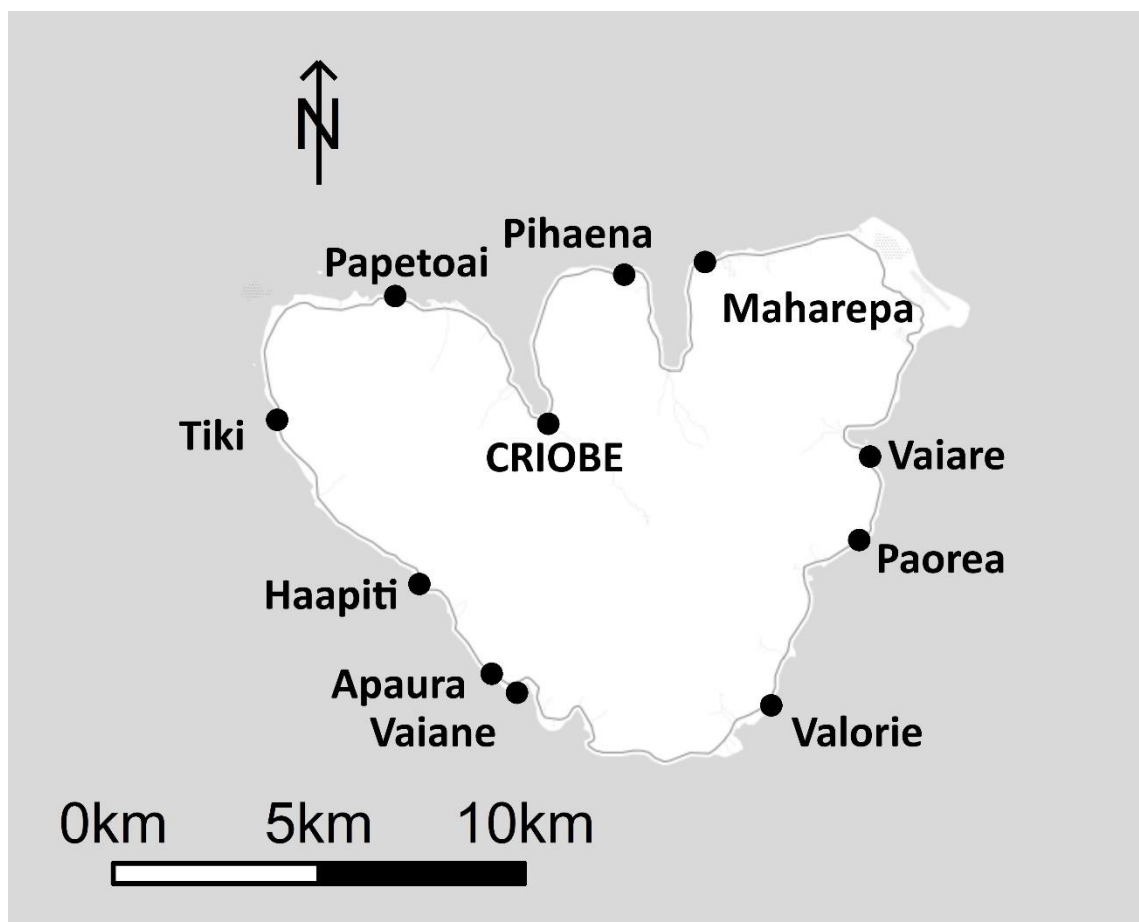 N
Pihaena
Papetoai
Maharepa
Tiki
CRIOBE
Vaiare
Paorea
Haapiti
Apaura
Vaiane
Valorie
0km 5km 10km